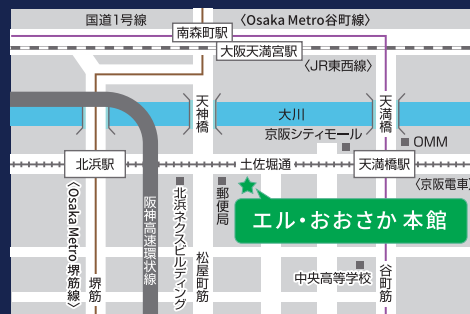 国道1号線
〈Osaka Metro谷町線〉
南森町駅
大阪天満宮駅
〈JR東西線〉
天神橋
大川
天満橋
京阪シティモール
OMM
北浜駅
土佐堀通
天満橋駅
〈京阪電車〉
〈Osaka Metro 堺筋線〉
堺筋
阪神高速環状線
北浜ネクスビルディング
郵便局
松屋町筋
エル・おおさか 本館
中央高等学校
谷町筋